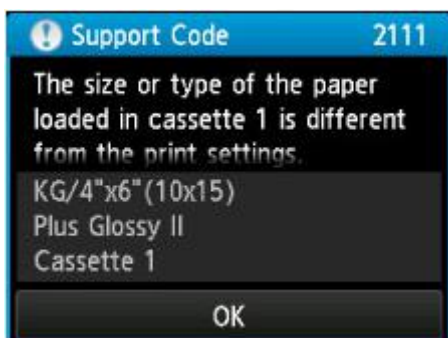 Support Code 2111
The size or type of the paper
loaded in cassette 1 is different
from the print settings.
KG/4"x6"(10x15)
Plus Glossy II
Cassette 1
OK